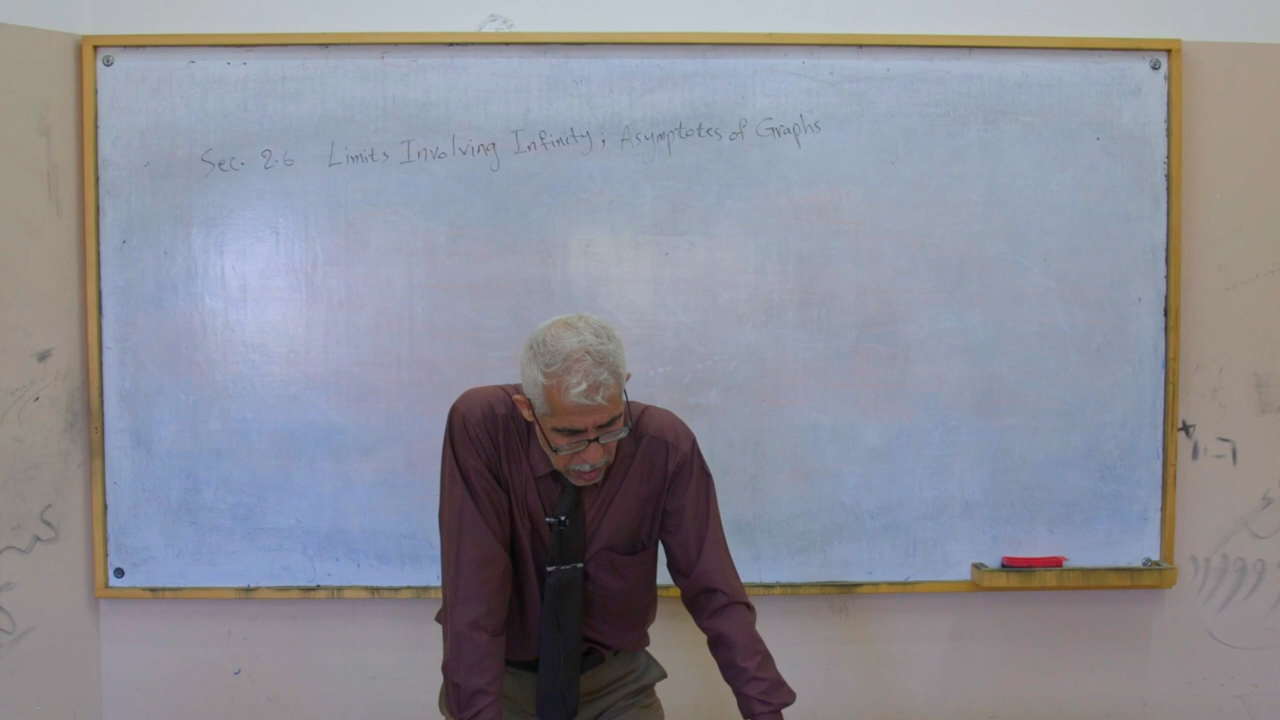 Sec. 2.6 Limits Involving Infinity; Asymptotes of Graphs